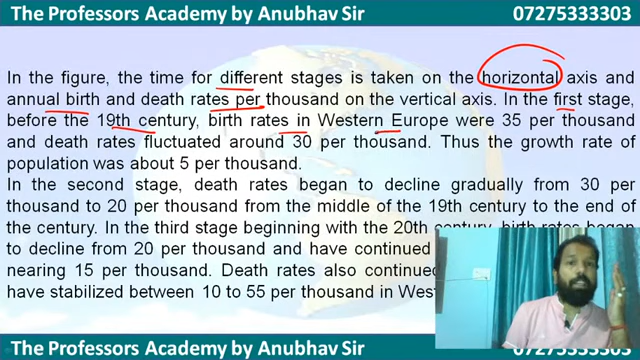 The Professors Academy by Anubhav Sir 07275333303
In the figure, the time for different stages is taken on the horizontal axis and
annual birth and death rates per thousand on the vertical axis. In the first stage,
before the 19th century, birth rates in Western Europe were 35 per thousand
and death rates fluctuated around 30 per thousand. Thus the growth rate of
population was about 5 per thousand.
In the second stage, death rates began to decline gradually from 30 per
thousand to 20 per thousand from the middle of the 19th century to the end of
the century. In the third stage beginning with the 20th century, birth rates began
to decline from 20 per thousand and have continued
nearing 15 per thousand. Death rates also continued
have stabilized between 10 to 55 per thousand in West
The Professors Academy by Anubhav Sir 07275333303